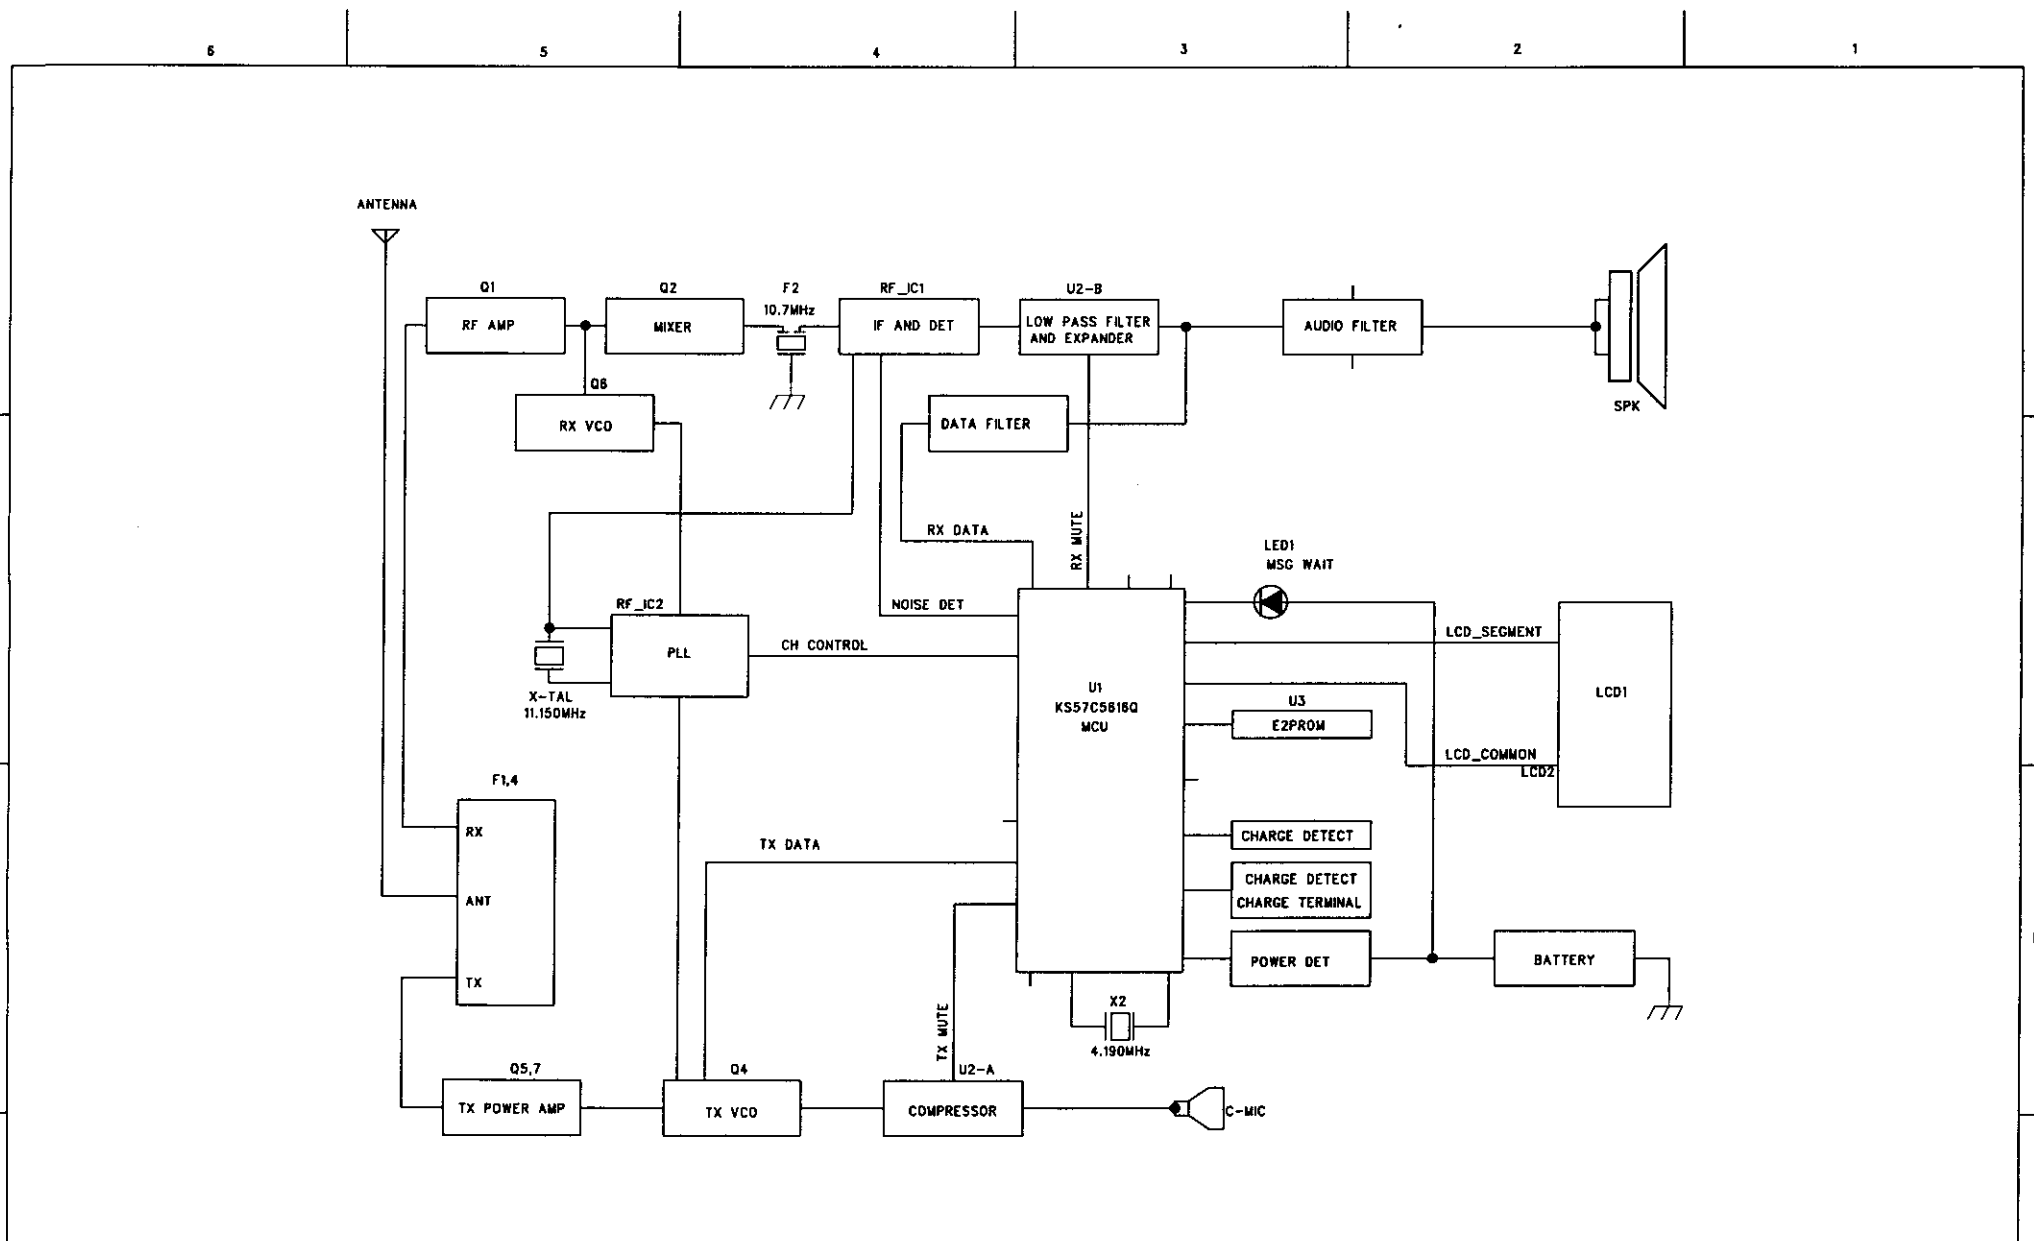 6
5
4
3
2
1
ANTENNA
Q1
RF AMP
Q2
MIXER
F2
10.7MHz
RF_IC1
IF AND DET
U2-B
LOW PASS FILTER
AND EXPANDER
AUDIO FILTER
SPK
Q6
RX VCO
DATA FILTER
RX DATA
RX MUTE
LED1
MSG WAIT
NOISE DET
RF_IC2
PLL
CH CONTROL
X-TAL
11.150MHz
U1
KS57C5616Q
MCU
LCD_SEGMENT
LCD1
U3
E2PROM
LCD_COMMON
LCD2
F1,4
RX
ANT
TX
TX DATA
CHARGE DETECT
CHARGE DETECT
CHARGE TERMINAL
POWER DET
BATTERY
X2
4.190MHz
TX MUTE
Q5,7
TX POWER AMP
Q4
TX VCO
U2-A
COMPRESSOR
C-MIC